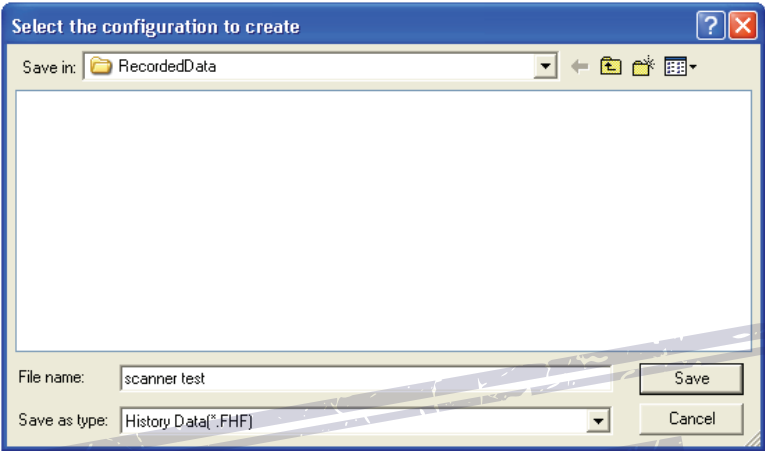 Select the configuration to create
Save in: RecordedData
File name: scanner test Save
Save as type: History Data(*.FHF) Cancel